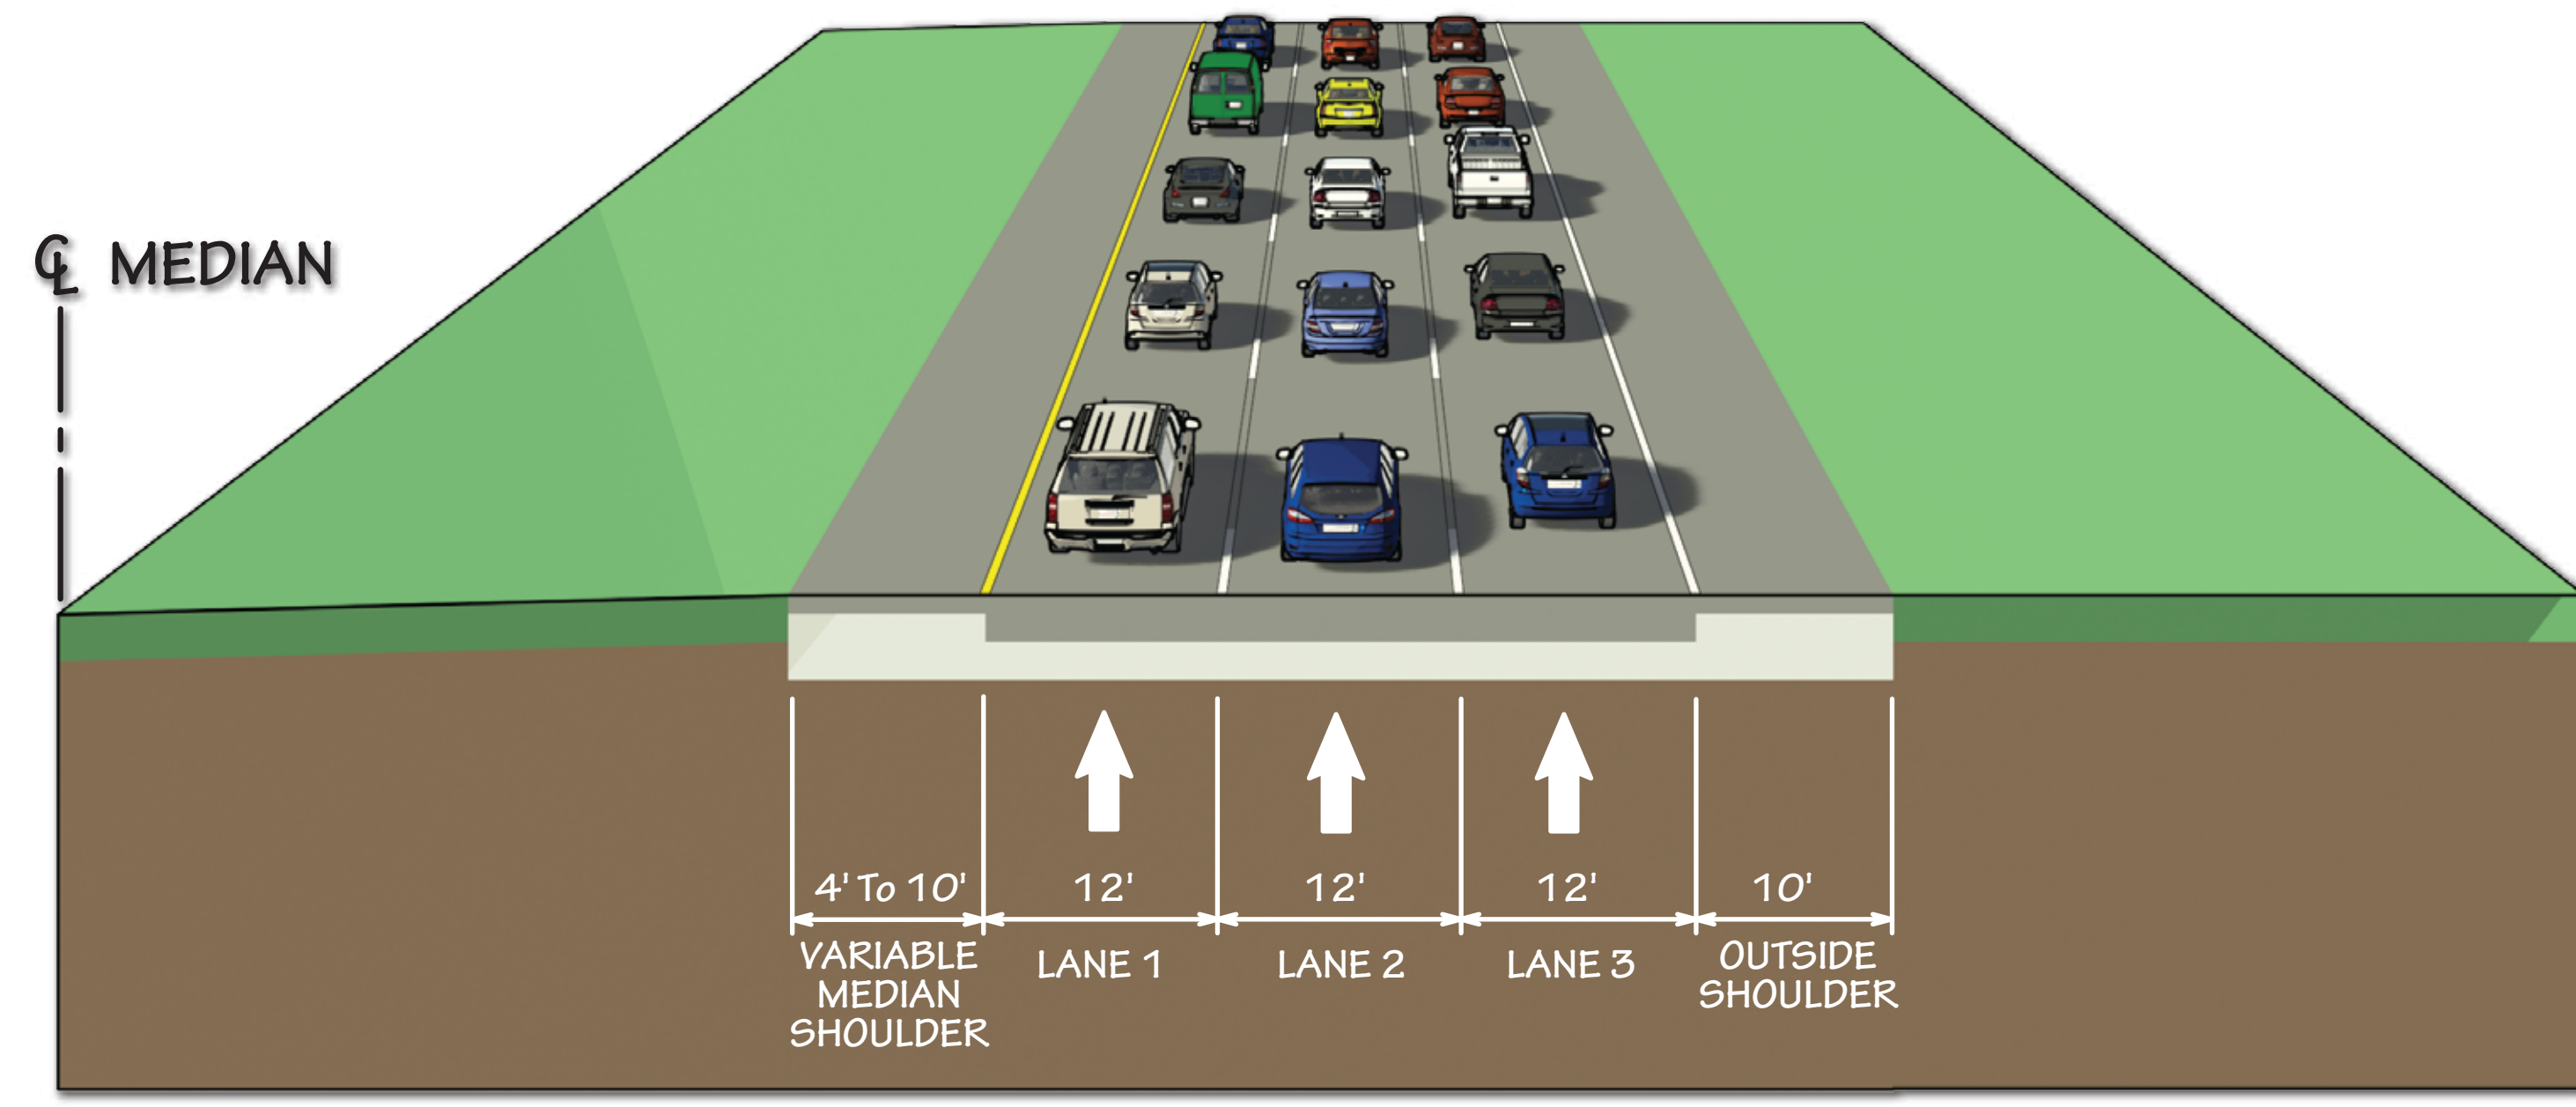 ℄ MEDIAN
4' To 10'
12'
12'
12'
10'
VARIABLE
MEDIAN
SHOULDER
LANE 1
LANE 2
LANE 3
OUTSIDE
SHOULDER